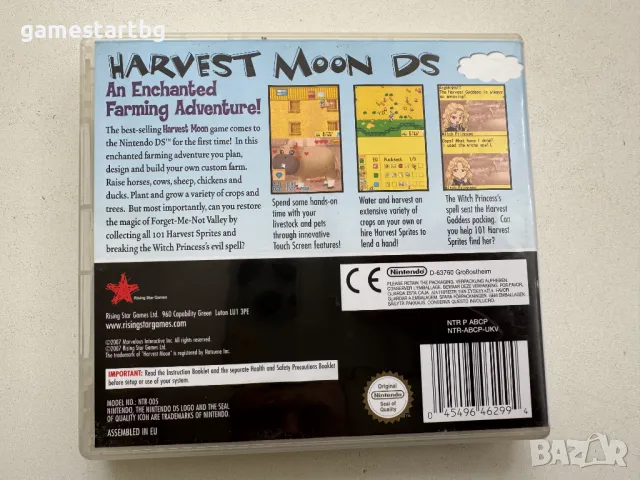 gamestartbg
HARVEST MOON DS
An Enchanted
Farming Adventure!
The best-selling Harvest Moon game comes to
the Nintendo DS™ for the first time! In this
enchanted farming adventure you plan,
design and build your own custom farm.
Raise horses, cows, sheep, chickens and
ducks. Plant and grow a variety of crops and
trees. But most importantly, can you restore
the magic of Forget-Me-Not Valley by
collecting all 101 Harvest Sprites and
breaking the Witch Princess's evil spell?
Spend some hands-on
time with your
livestock and pets
through innovative
Touch Screen features!
Water and harvest an
extensive variety of
crops on your own or
hire Harvest Sprites to
lend a hand!
The Witch Princess's
spell sent the Harvest
Goddess packing. Can
you help 101 Harvest
Sprites find her?
Rising Star Games
Rising Star Games Ltd. 960 Capability Green Luton LU1 3PE
www.risingstargames.com
©2007 Marvelous Interactive Inc. All rights reserved.
©2007 Rising Star Games Ltd.
The trademark of "Harvest Moon" is registered by Natsume Inc.
IMPORTANT: Read the Instruction Booklet and the separate Health and Safety Precautions Booklet
before setup or use of your system.
MODEL NO.: NTR-005
NINTENDO, THE NINTENDO DS LOGO AND THE SEAL
OF QUALITY ICON ARE TRADEMARKS OF NINTENDO.
ASSEMBLED IN EU
CE
Nintendo
D-63760 Großostheim
PLEASE RETAIN THE PACKAGING. VERPACKUNG AUFHEBEN.
NTR P ABCP
NTR-ABCP-UKV
Original
Nintendo
Seal of
Quality
0 45496 46299 4
BAZAR